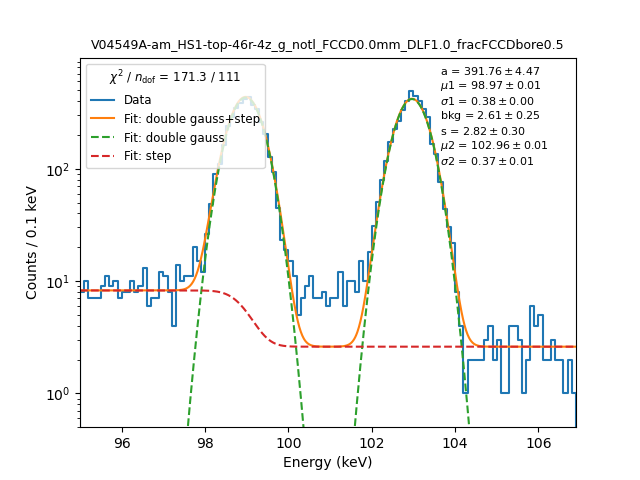 V04549A-am_HS1-top-46r-4z_g_notl_FCCD0.0mm_DLF1.0_fracFCCDbore0.5
χ² / n_dof = 171.3 / 111
Data
Fit: double gauss+step
Fit: double gauss
Fit: step
a = 391.76 ± 4.47
μ1 = 98.97 ± 0.01
σ1 = 0.38 ± 0.00
bkg = 2.61 ± 0.25
s = 2.82 ± 0.30
μ2 = 102.96 ± 0.01
σ2 = 0.37 ± 0.01
Counts / 0.1 keV
10²
10¹
10⁰
96 98 100 102 104 106
Energy (keV)